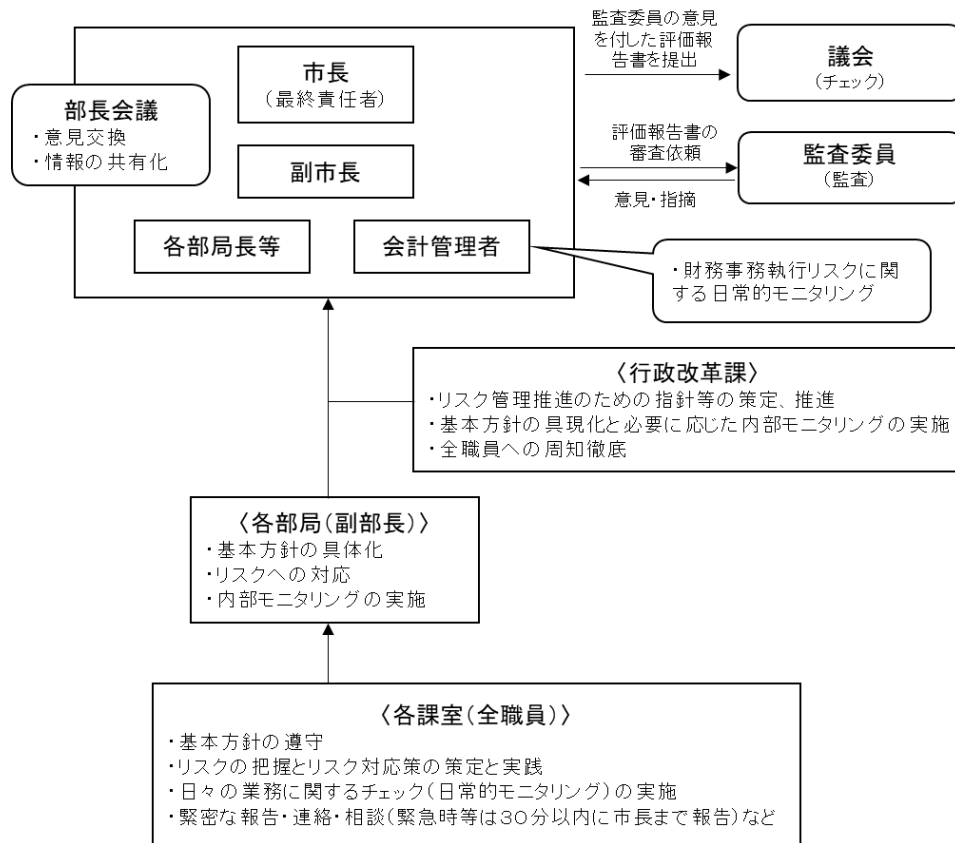 監査委員の意見
を付した評価報
告書を提出
議会
(チェック)
市長
(最終責任者)
部長会議
・意見交換
・情報の共有化
副市長
評価報告書の
審査依頼
意見・指摘
監査委員
(監査)
各部局長等
会計管理者
・財務事務執行リスクに関
する日常的モニタリング
〈行政改革課〉
・リスク管理推進のための指針等の策定、推進
・基本方針の具現化と必要に応じた内部モニタリングの実施
・全職員への周知徹底
〈各部局(副部長)〉
・基本方針の具体化
・リスクへの対応
・内部モニタリングの実施
〈各課室(全職員)〉
・基本方針の遵守
・リスクの把握とリスク対応策の策定と実践
・日々の業務に関するチェック(日常的モニタリング)の実施
・緊密な報告・連絡・相談(緊急時等は30分以内に市長まで報告)など